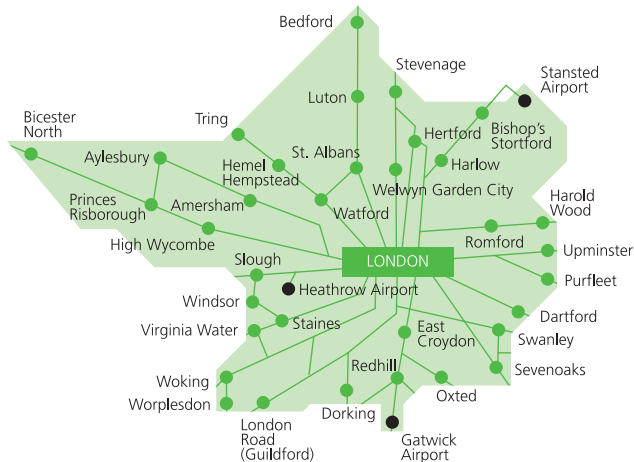 Bedford
Stevenage
Stansted
Airport
Luton
Bicester
North
Tring
Hertford
Bishop's
Stortford
Aylesbury
St. Albans
Hemel
Hempstead
Harlow
Welwyn Garden City
Princes
Risborough
Amersham
Watford
Harold
Wood
High Wycombe
Romford
Upminster
Slough
LONDON
Purfleet
Heathrow Airport
Windsor
Dartford
Virginia Water
Staines
East
Croydon
Swanley
Redhill
Sevenoaks
Woking
Worplesdon
Oxted
London
Road
(Guildford)
Dorking
Gatwick
Airport